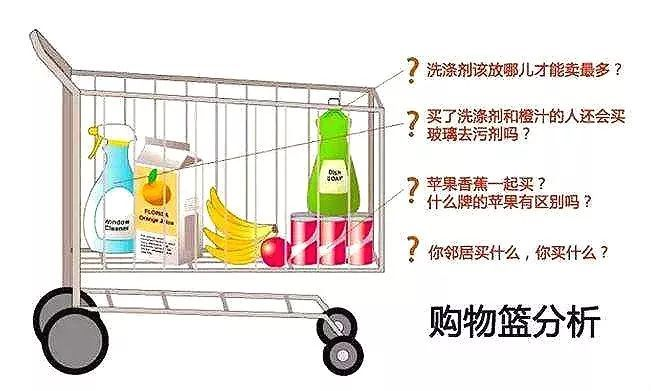 ? 洗涤剂该放哪儿才能卖最多？
? 买了洗涤剂和橙汁的人还会买
玻璃去污剂吗？
? 苹果香蕉一起买？
什么牌的苹果有区别吗？
? 你邻居买什么，你买什么？
购物篮分析
Window
Cleaner
Orange Juice
DISH
SOAP